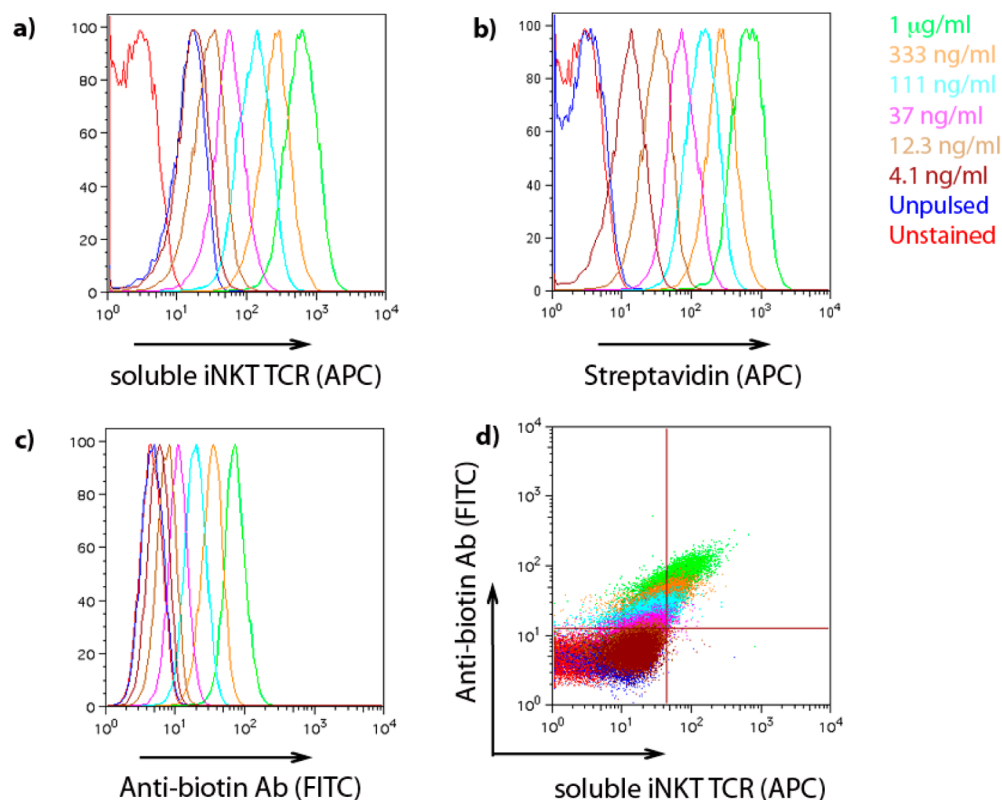 a)
100
80
60
40
20
0
10⁰ 10¹ 10² 10³ 10⁴
soluble iNKT TCR (APC)
b)
100
80
60
40
20
0
10⁰ 10¹ 10² 10³ 10⁴
Streptavidin (APC)
1 µg/ml
333 ng/ml
111 ng/ml
37 ng/ml
12.3 ng/ml
4.1 ng/ml
Unpulsed
Unstained
c)
100
80
60
40
20
0
10⁰ 10¹ 10² 10³ 10⁴
Anti-biotin Ab (FITC)
d)
Anti-biotin Ab (FITC)
10⁴
10³
10²
10¹
10⁰
10⁰ 10¹ 10² 10³ 10⁴
soluble iNKT TCR (APC)